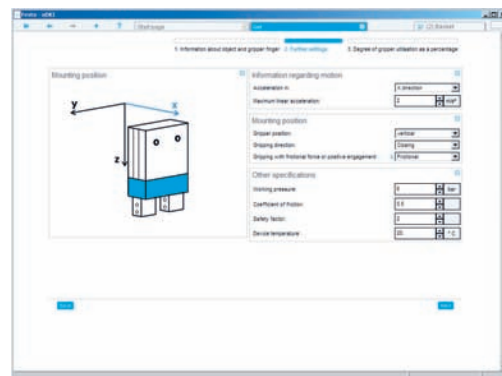 Start page
1. Information about object and gripper finger 2. Further settings 3. Degree of gripper utilisation as a percentage
Mounting position
y
x
z
Information regarding motion
Acceleration in:
X direction
Maximum linear acceleration:
m/s²
Mounting position
Gripper position:
vertical
Gripping direction:
Closing
Gripping with frictional force or positive engagement:
Frictional
Other specifications
Working pressure:
6 bar
Coefficient of friction:
Safety factor:
2
Device temperature:
20 °C